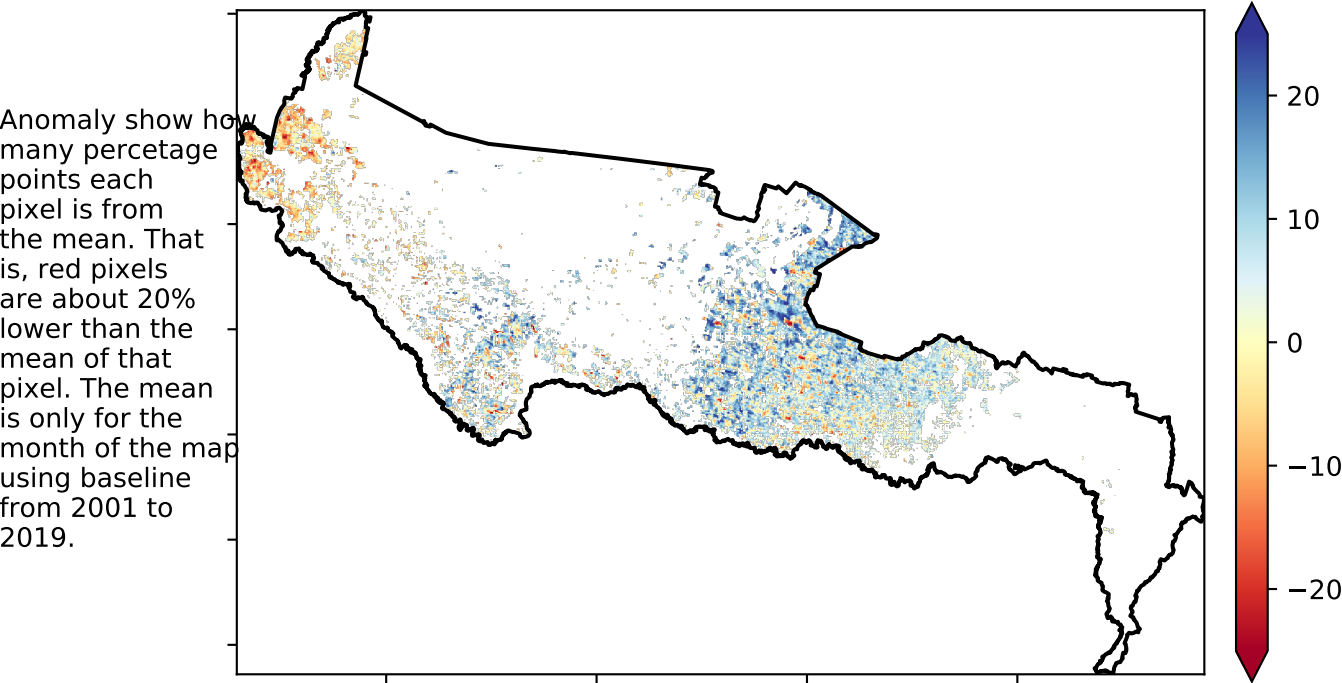 Anomaly show how
many percetage
points each
pixel is from
the mean. That
is, red pixels
are about 20%
lower than the
mean of that
pixel. The mean
is only for the
month of the map
using baseline
from 2001 to
2019.
20
10
0
−10
−20